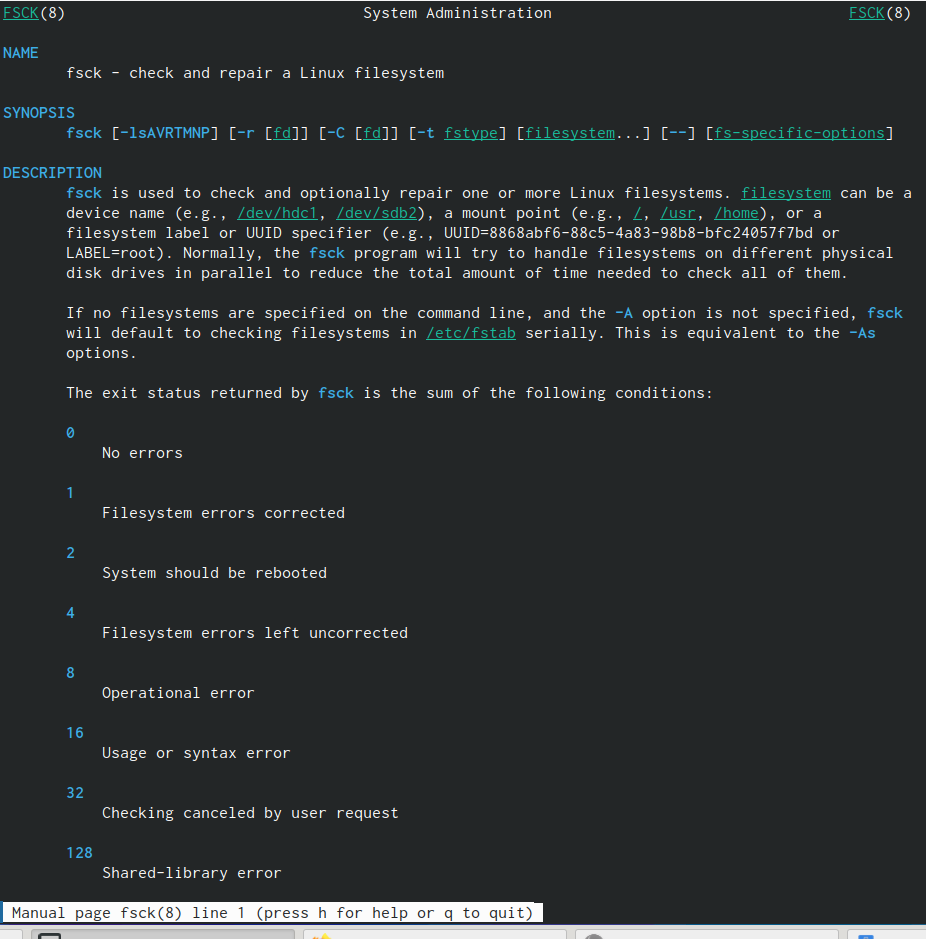 FSCK(8) System Administration FSCK(8)
NAME
fsck - check and repair a Linux filesystem
SYNOPSIS
fsck [-lsAVRTMNP] [-r [fd]] [-C [fd]] [-t fstype] [filesystem...] [--] [fs-specific-options]
DESCRIPTION
fsck is used to check and optionally repair one or more Linux filesystems. filesystem can be a
device name (e.g., /dev/hdc1, /dev/sdb2), a mount point (e.g., /, /usr, /home), or a
filesystem label or UUID specifier (e.g., UUID=8868abf6-88c5-4a83-98b8-bfc24057f7bd or
LABEL=root). Normally, the fsck program will try to handle filesystems on different physical
disk drives in parallel to reduce the total amount of time needed to check all of them.
If no filesystems are specified on the command line, and the -A option is not specified, fsck
will default to checking filesystems in /etc/fstab serially. This is equivalent to the -As
options.
The exit status returned by fsck is the sum of the following conditions:
0
No errors
1
Filesystem errors corrected
2
System should be rebooted
4
Filesystem errors left uncorrected
8
Operational error
16
Usage or syntax error
32
Checking canceled by user request
128
Shared-library error
Manual page fsck(8) line 1 (press h for help or q to quit)